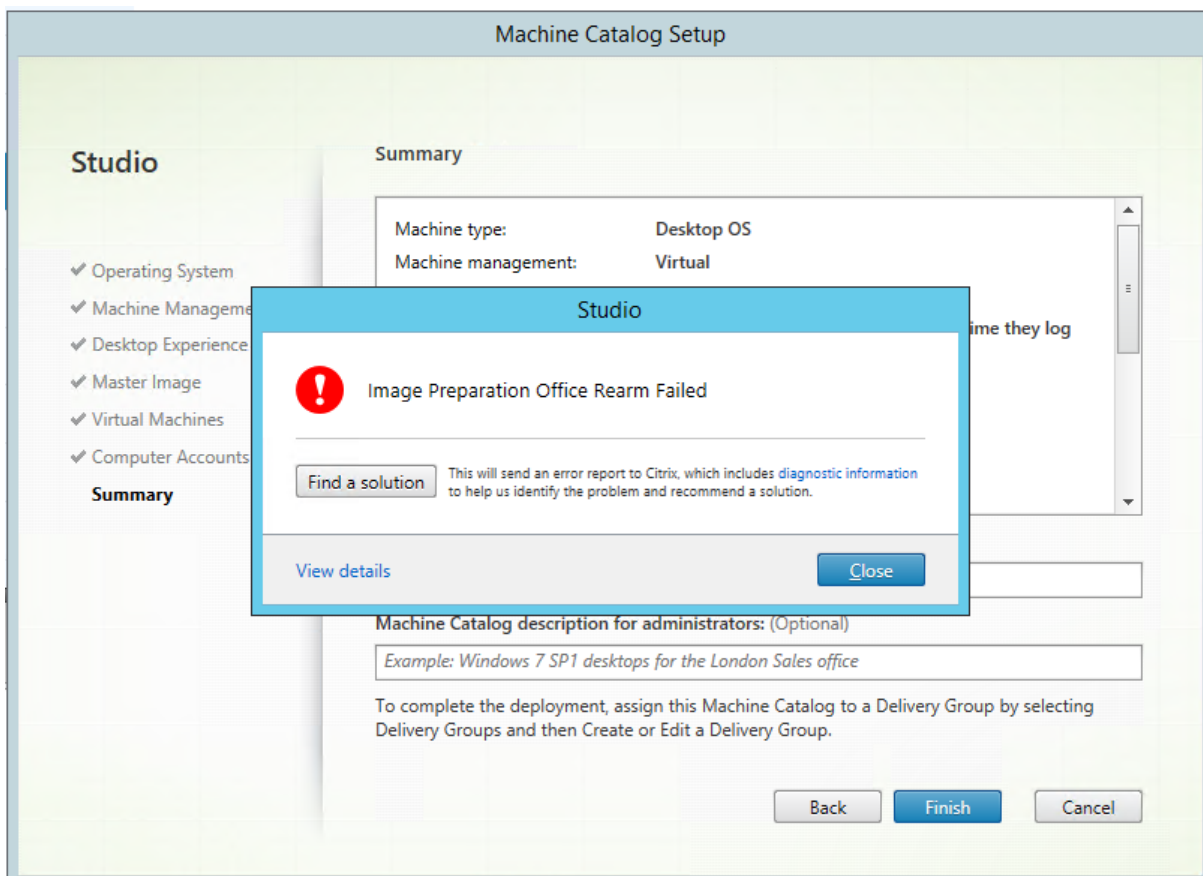 Machine Catalog Setup
Studio
Operating System
Machine Manageme
Desktop Experience
Master Image
Virtual Machines
Computer Accounts
Summary
Summary
Machine type: Desktop OS
Machine management: Virtual
ime they log
Studio
Image Preparation Office Rearm Failed
Find a solution
This will send an error report to Citrix, which includes diagnostic information
to help us identify the problem and recommend a solution.
View details
Close
Machine Catalog description for administrators: (Optional)
Example: Windows 7 SP1 desktops for the London Sales office
To complete the deployment, assign this Machine Catalog to a Delivery Group by selecting
Delivery Groups and then Create or Edit a Delivery Group.
Back
Finish
Cancel